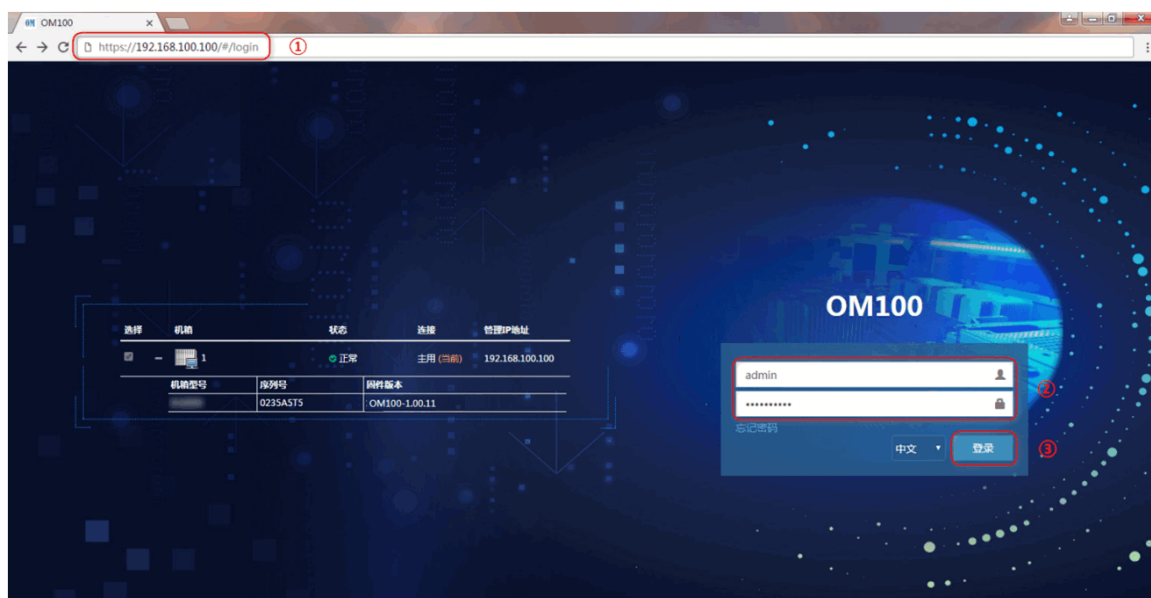 OM100
https://192.168.100.100/#/login ①
OM100
选择 机箱 状态 连接 管理IP地址
1 正常 主用 (当前) 192.168.100.100
机箱型号 序列号 固件版本
023SAST5 OM100-1.00.11
admin
②
忘记密码
中文 登录 ③